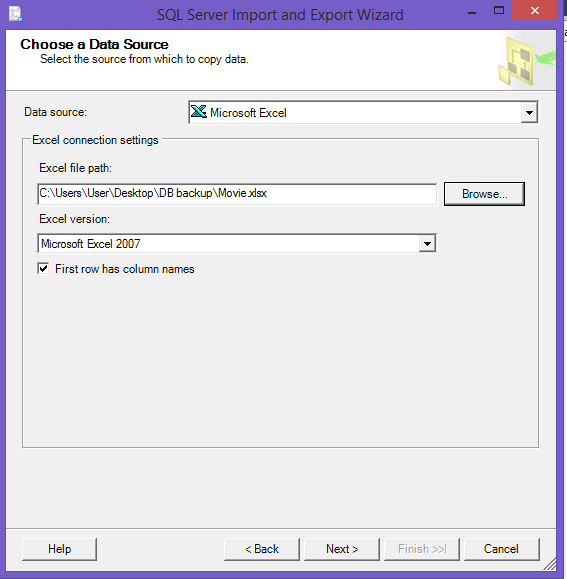 SQL Server Import and Export Wizard
Choose a Data Source
Select the source from which to copy data.
Data source:
Microsoft Excel
Excel connection settings
Excel file path:
C:\Users\User\Desktop\DB backup\Movie.xlsx
Browse...
Excel version:
Microsoft Excel 2007
First row has column names
Help
< Back
Next >
Finish >>|
Cancel